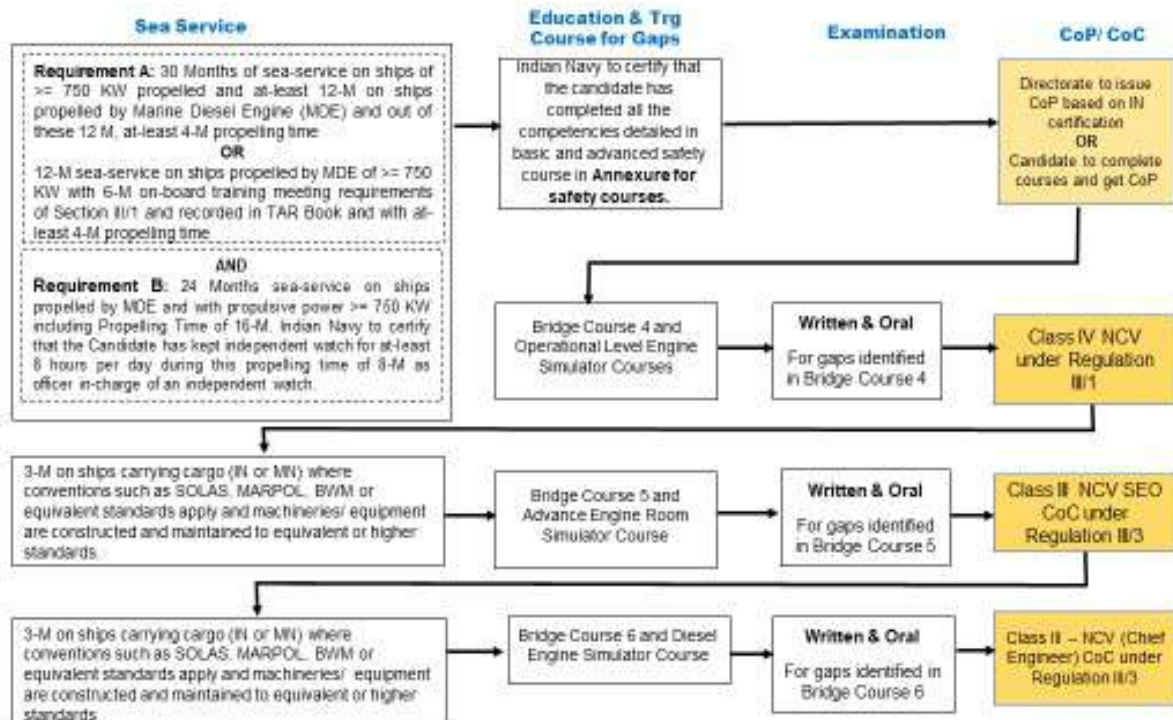 Sea Service
Education & Trg
Course for Gaps
Examination
CoP/ CoC
Requirement A: 30 Months of sea-service on ships of
>= 750 KW propelled and at-least 12-M on ships
propelled by Marine Diesel Engine (MDE) and out of
these 12 M, at-least 4-M propelling time
OR
12-M sea-service on ships propelled by MDE of >= 750
KW with 6-M on-board training meeting requirements
of Section III/1 and recorded in TAR Book and with at-
least 4-M propelling time
AND
Requirement B: 24 Months sea-service on ships
propelled by MDE and with propulsive power >= 750 KW
including Propelling Time of 16-M. Indian Navy to certify
that the Candidate has kept independent watch for at-least
8 hours per day during this propelling time of 8-M as
officer in-charge of an independent watch.
Indian Navy to certify that
the candidate has
completed all the
competencies detailed in
basic and advanced safety
course in Annexure for
safety courses.
Directorate to issue
CoP based on IN
certification
OR
Candidate to complete
courses and get CoP
Bridge Course 4 and
Operational Level Engine
Simulator Courses
Written & Oral
For gaps identified
in Bridge Course 4
Class IV NCV
under Regulation
III/1
3-M on ships carrying cargo (IN or MN) where
conventions such as SOLAS, MARPOL, BWM or
equivalent standards apply and machineries/ equipment
are constructed and maintained to equivalent or higher
standards.
Bridge Course 5 and
Advance Engine Room
Simulator Course
Written & Oral
For gaps identified
in Bridge Course 5
Class III NCV SEO
CoC under
Regulation III/3
3-M on ships carrying cargo (IN or MN) where
conventions such as SOLAS, MARPOL, BWM or
equivalent standards apply and machineries/ equipment
are constructed and maintained to equivalent or higher
standards
Bridge Course 6 and Diesel
Engine Simulator Course
Written & Oral
For gaps identified in
Bridge Course 6
Class III – NCV (Chief
Engineer) CoC under
Regulation III/3